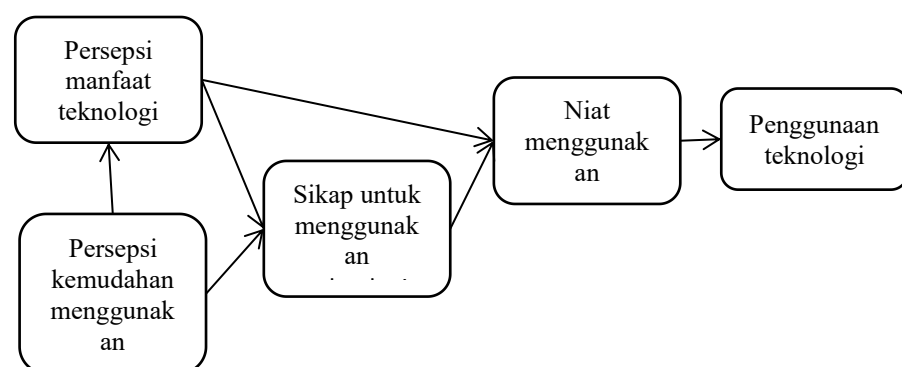 Persepsi
manfaat
teknologi
Persepsi
kemudahan
menggunak
an
Sikap untuk
menggunak
an
Niat
menggunak
an
Penggunaan
teknologi